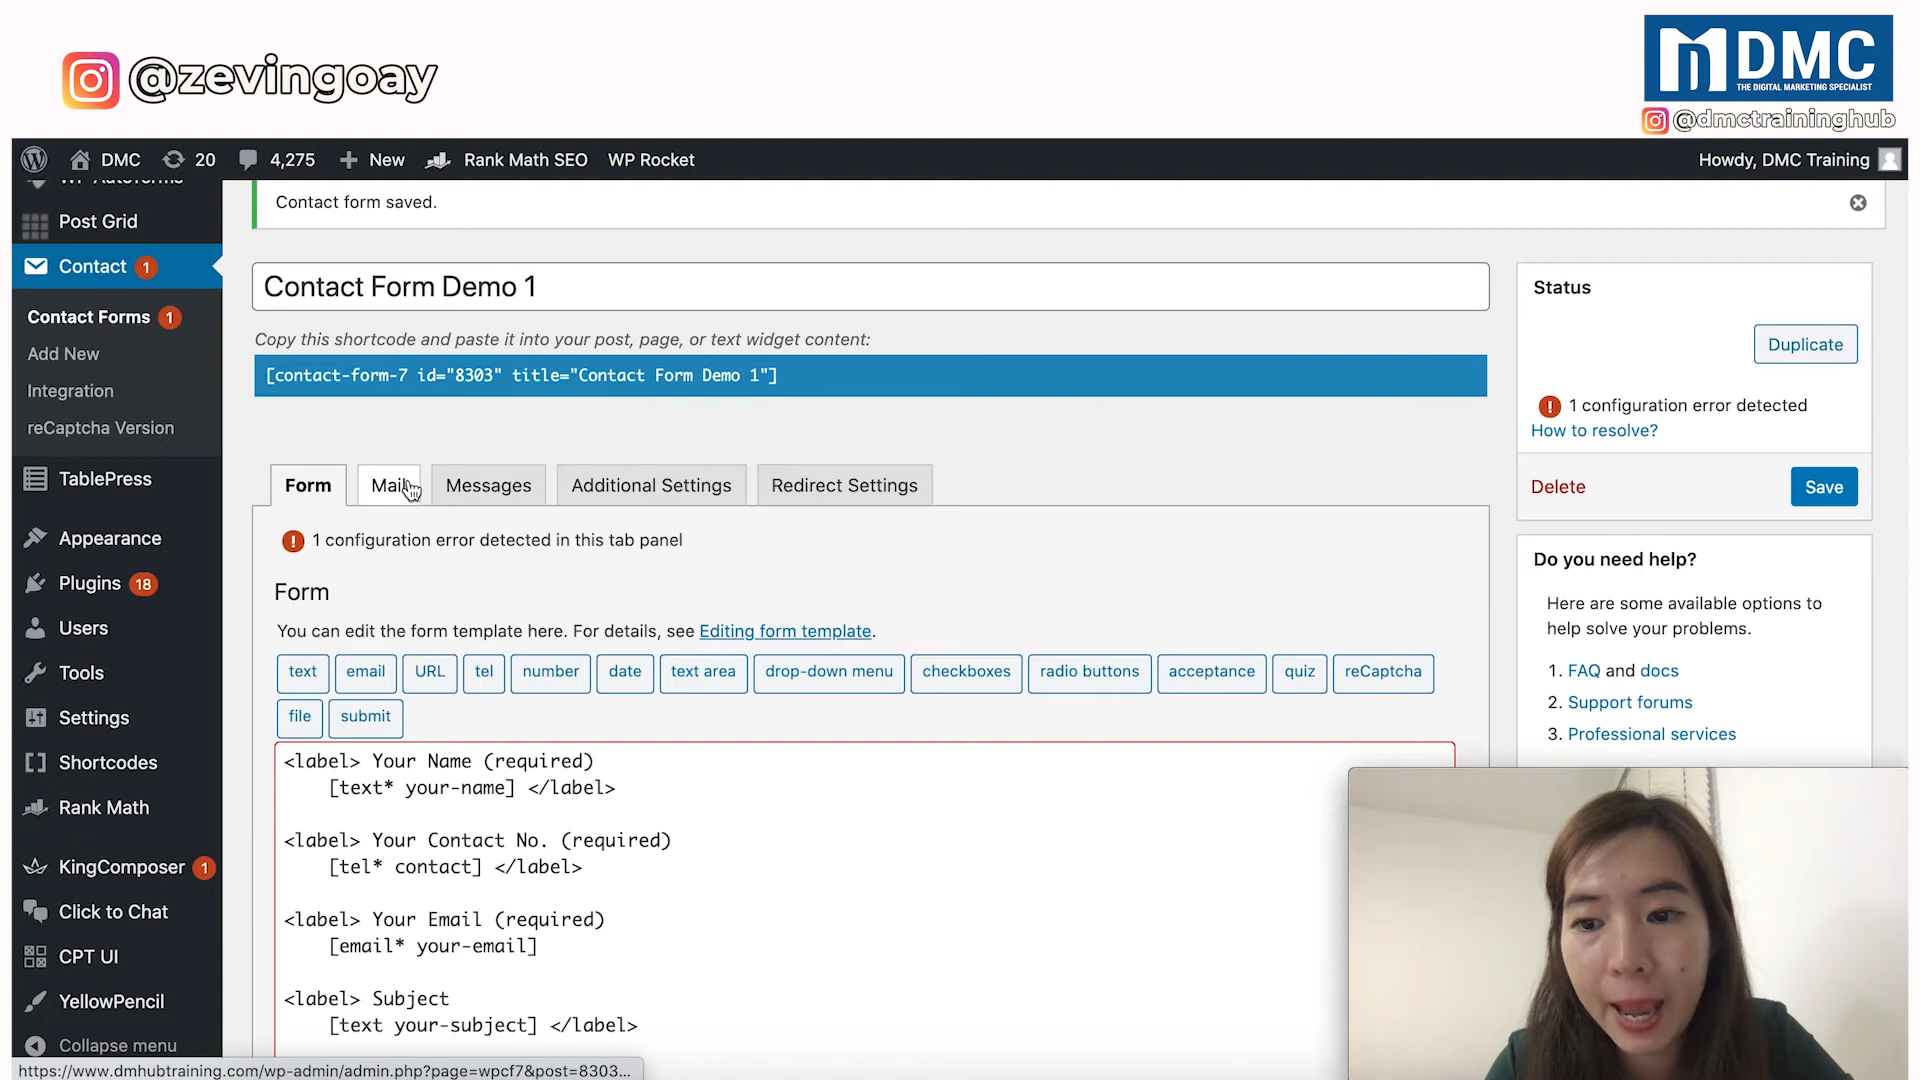 @zevingoay
DMC
THE DIGITAL MARKETING SPECIALIST
@dmctraininghub
DMC 20 4,275 New Rank Math SEO WP Rocket Howdy, DMC Training
Post Grid
Contact 1
Contact Forms 1
Add New
Integration
reCaptcha Version
TablePress
Appearance
Plugins 18
Users
Tools
Settings
Shortcodes
Rank Math
KingComposer 1
Click to Chat
CPT UI
YellowPencil
Collapse menu
Contact form saved.
Contact Form Demo 1
Copy this shortcode and paste it into your post, page, or text widget content:
[contact-form-7 id="8303" title="Contact Form Demo 1"]
Form Mail Messages Additional Settings Redirect Settings
1 configuration error detected in this tab panel
Form
You can edit the form template here. For details, see Editing form template.
text email URL tel number date text area drop-down menu checkboxes radio buttons acceptance quiz reCaptcha
file submit
<label> Your Name (required)
[text* your-name] </label>
<label> Your Contact No. (required)
[tel* contact] </label>
<label> Your Email (required)
[email* your-email]
<label> Subject
[text your-subject] </label>
Status
Duplicate
1 configuration error detected
How to resolve?
Delete Save
Do you need help?
Here are some available options to
help solve your problems.
1. FAQ and docs
2. Support forums
3. Professional services
https://www.dmhubtraining.com/wp-admin/admin.php?page=wpcf7&post=8303...